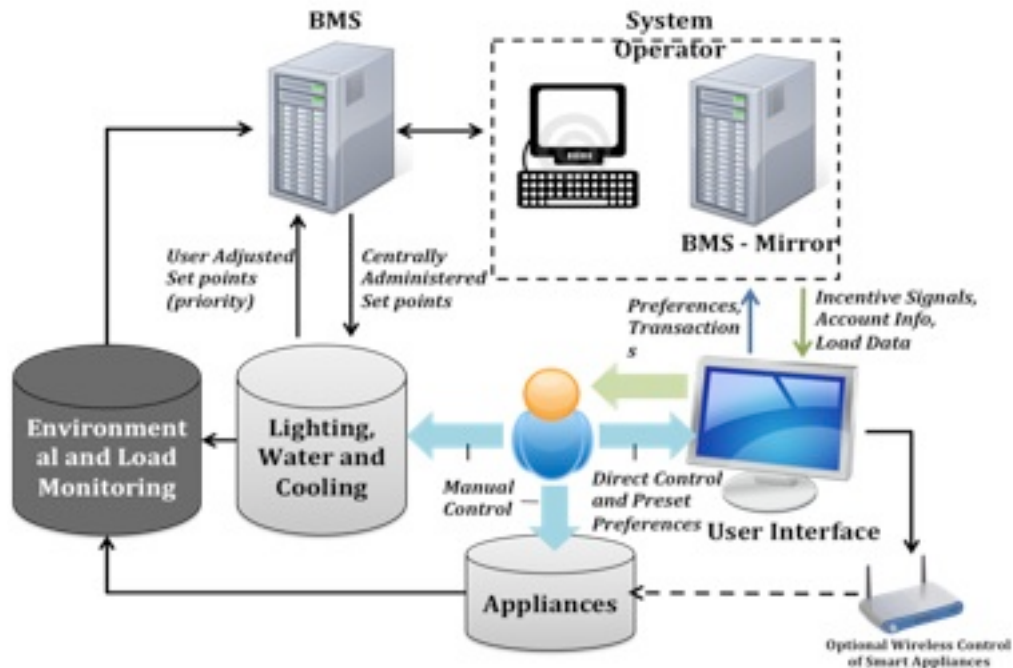 BMS
System
Operator
BMS - Mirror
User Adjusted
Set points
(priority)
Centrally
Administered
Set points
Preferences,
Transaction
s
Incentive Signals,
Account Info,
Load Data
Environment
al and Load
Monitoring
Lighting,
Water and
Cooling
Manual
Control
Direct Control
and Preset
Preferences
User Interface
Appliances
Optional Wireless Control
of Smart Appliances